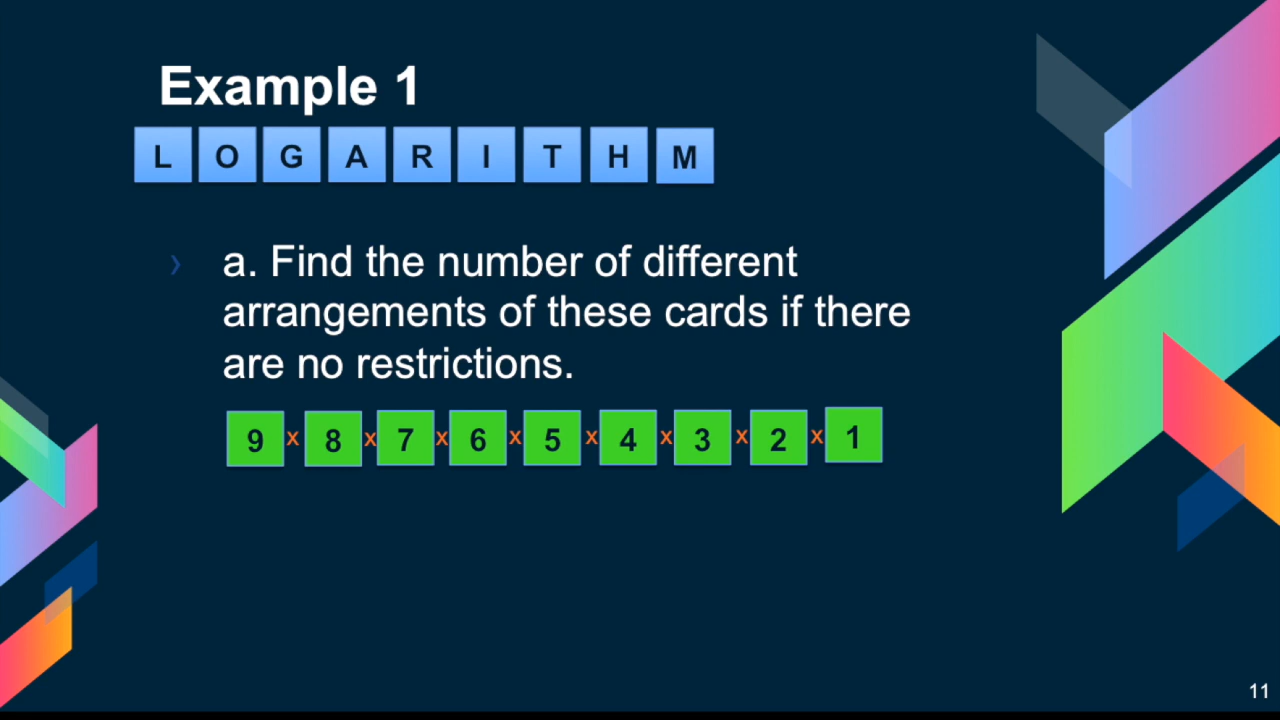 Example 1
L O G A R I T H M
› a. Find the number of different
arrangements of these cards if there
are no restrictions.
9 x 8 x 7 x 6 x 5 x 4 x 3 x 2 x 1
11